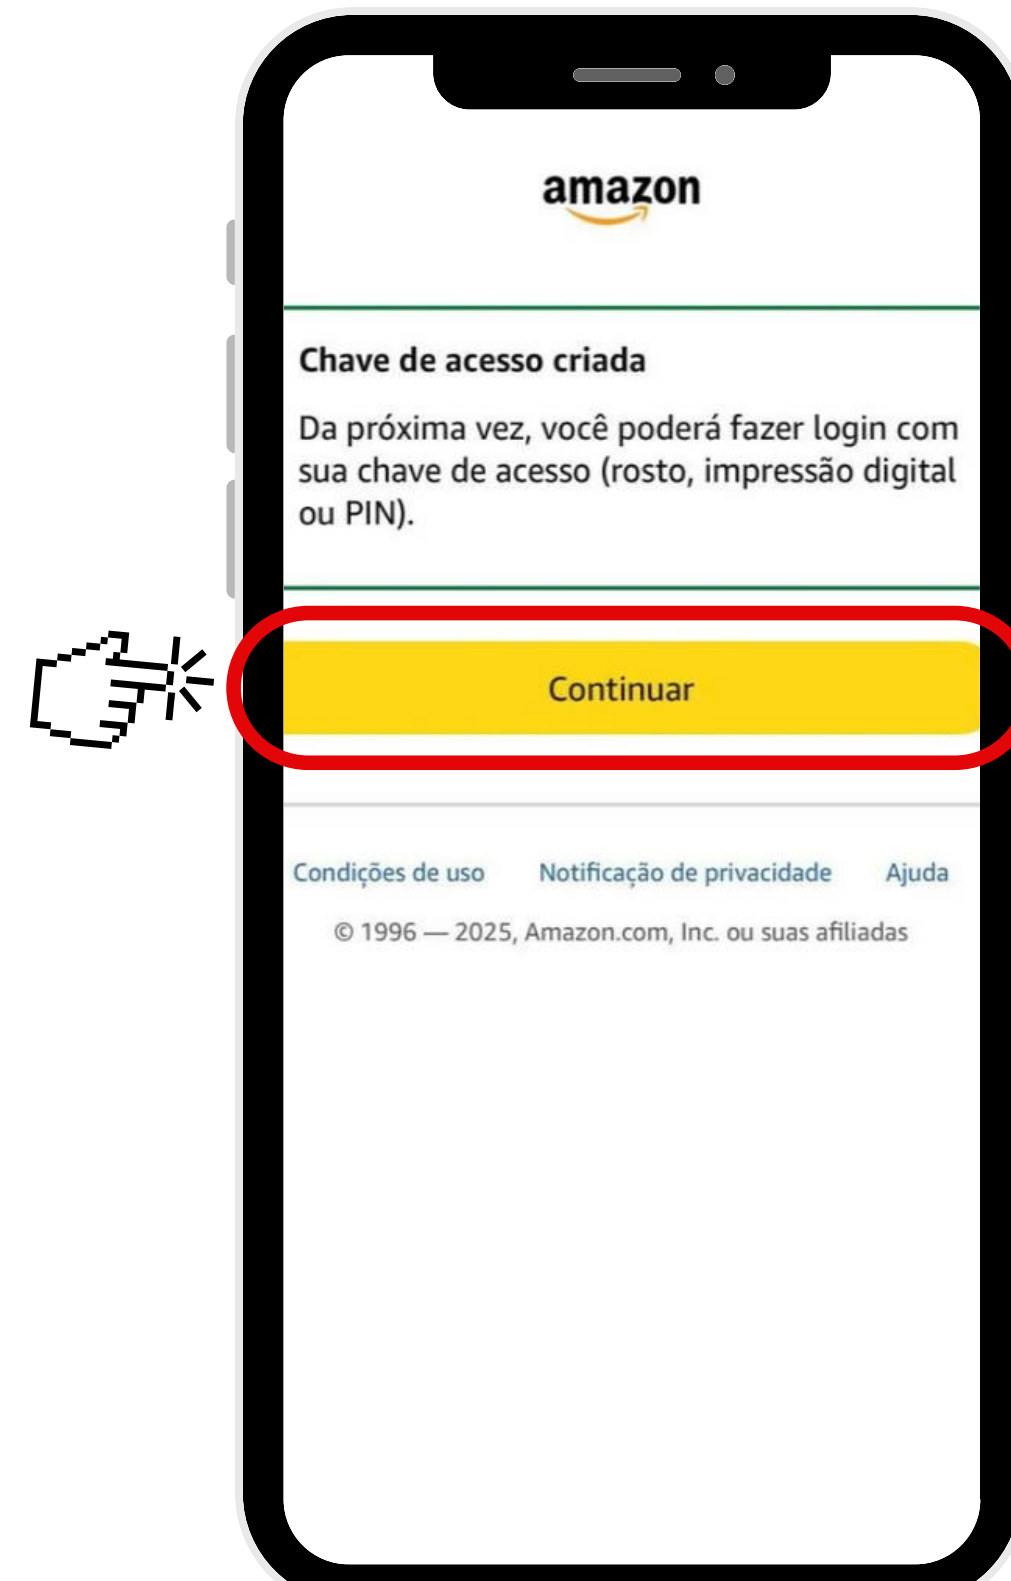 amazon
Chave de acesso criada
Da próxima vez, você poderá fazer login com
sua chave de acesso (rosto, impressão digital
ou PIN).
Continuar
Condições de uso Notificação de privacidade Ajuda
© 1996 — 2025, Amazon.com, Inc. ou suas afiliadas